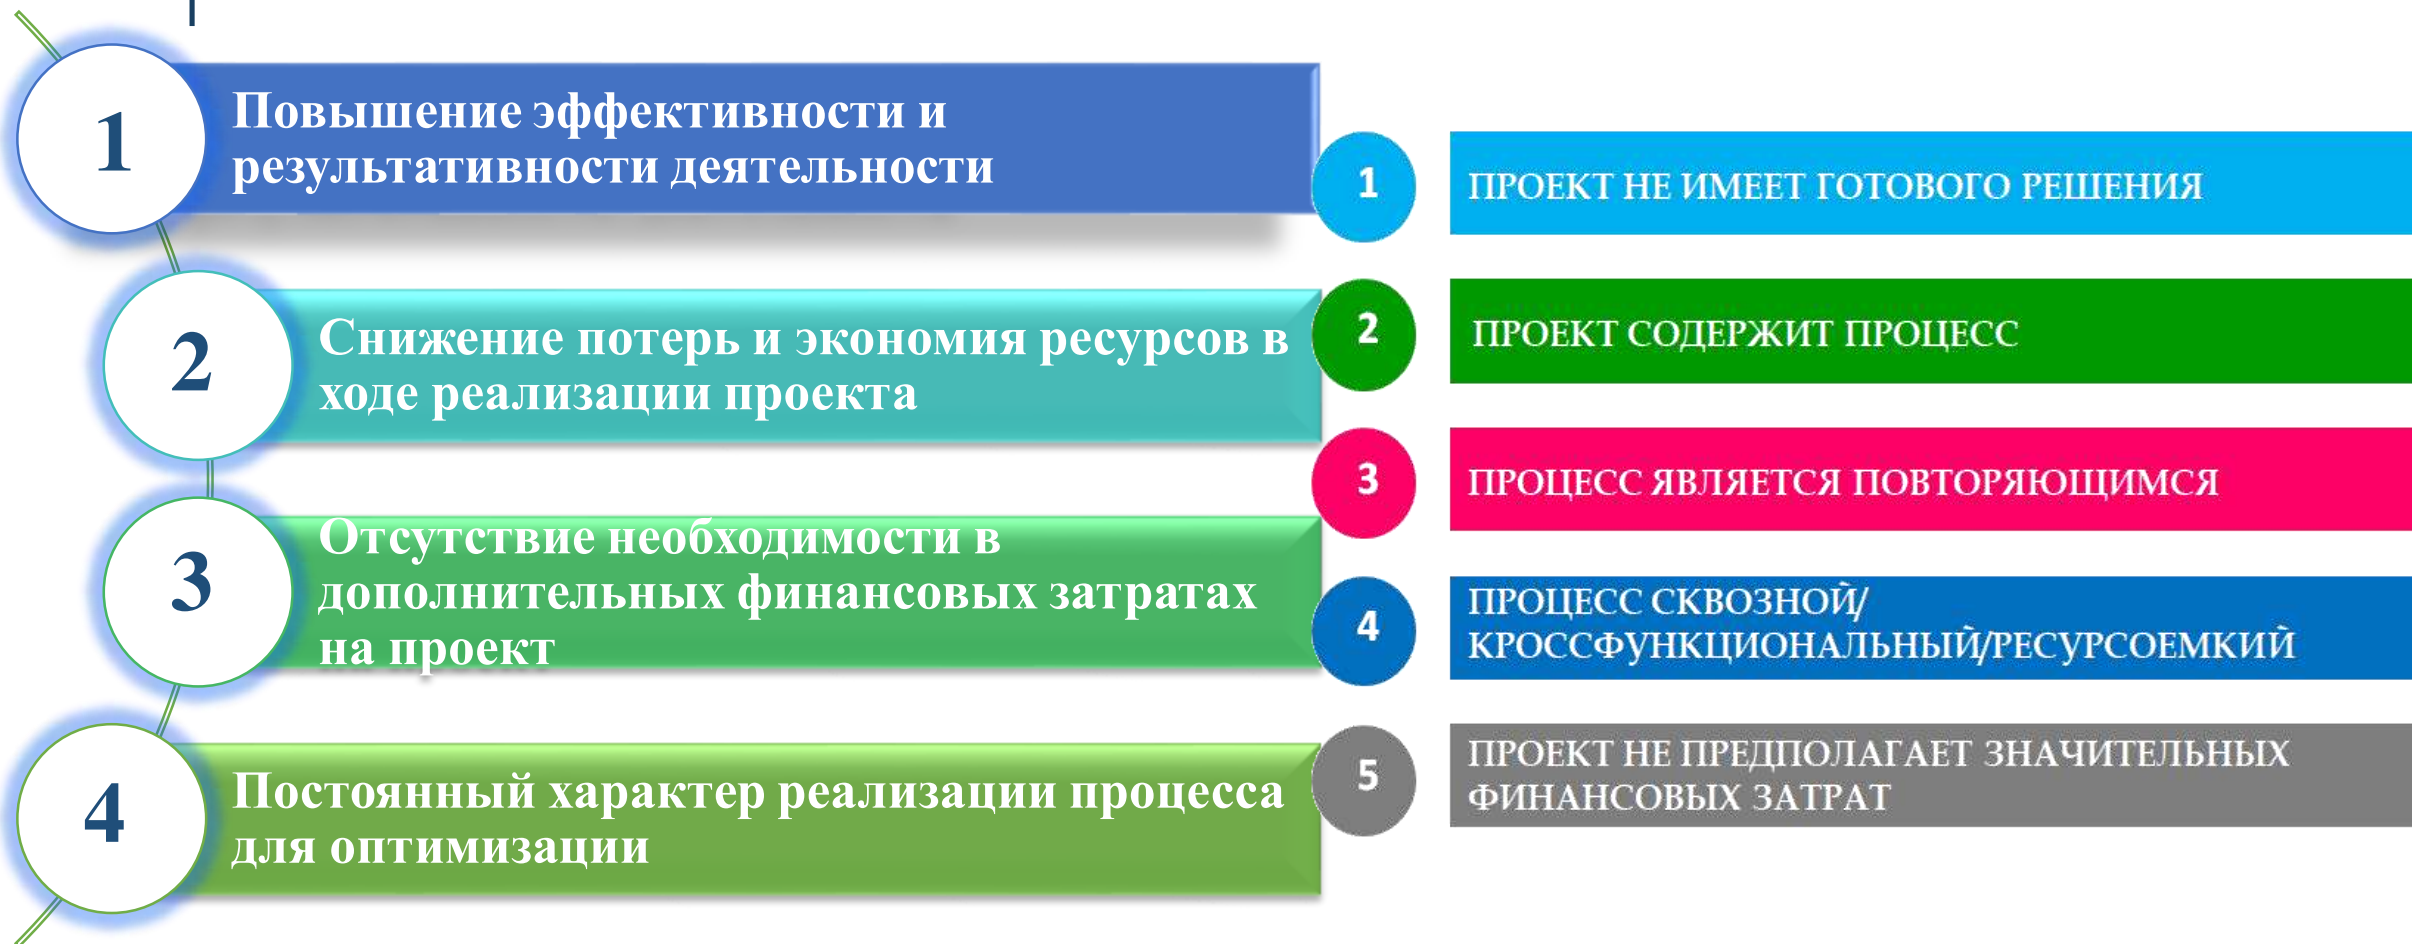 1
Повышение эффективности и
результативности деятельности
2
Снижение потерь и экономия ресурсов в
ходе реализации проекта
3
Отсутствие необходимости в
дополнительных финансовых затратах
на проект
4
Постоянный характер реализации процесса
для оптимизации
1
ПРОЕКТ НЕ ИМЕЕТ ГОТОВОГО РЕШЕНИЯ
2
ПРОЕКТ СОДЕРЖИТ ПРОЦЕСС
3
ПРОЦЕСС ЯВЛЯЕТСЯ ПОВТОРЯЮЩИМСЯ
4
ПРОЦЕСС СКВОЗНОЙ/
КРОССФУНКЦИОНАЛЬНЫЙ/РЕСУРСОЕМКИЙ
5
ПРОЕКТ НЕ ПРЕДПОЛАГАЕТ ЗНАЧИТЕЛЬНЫХ
ФИНАНСОВЫХ ЗАТРАТ